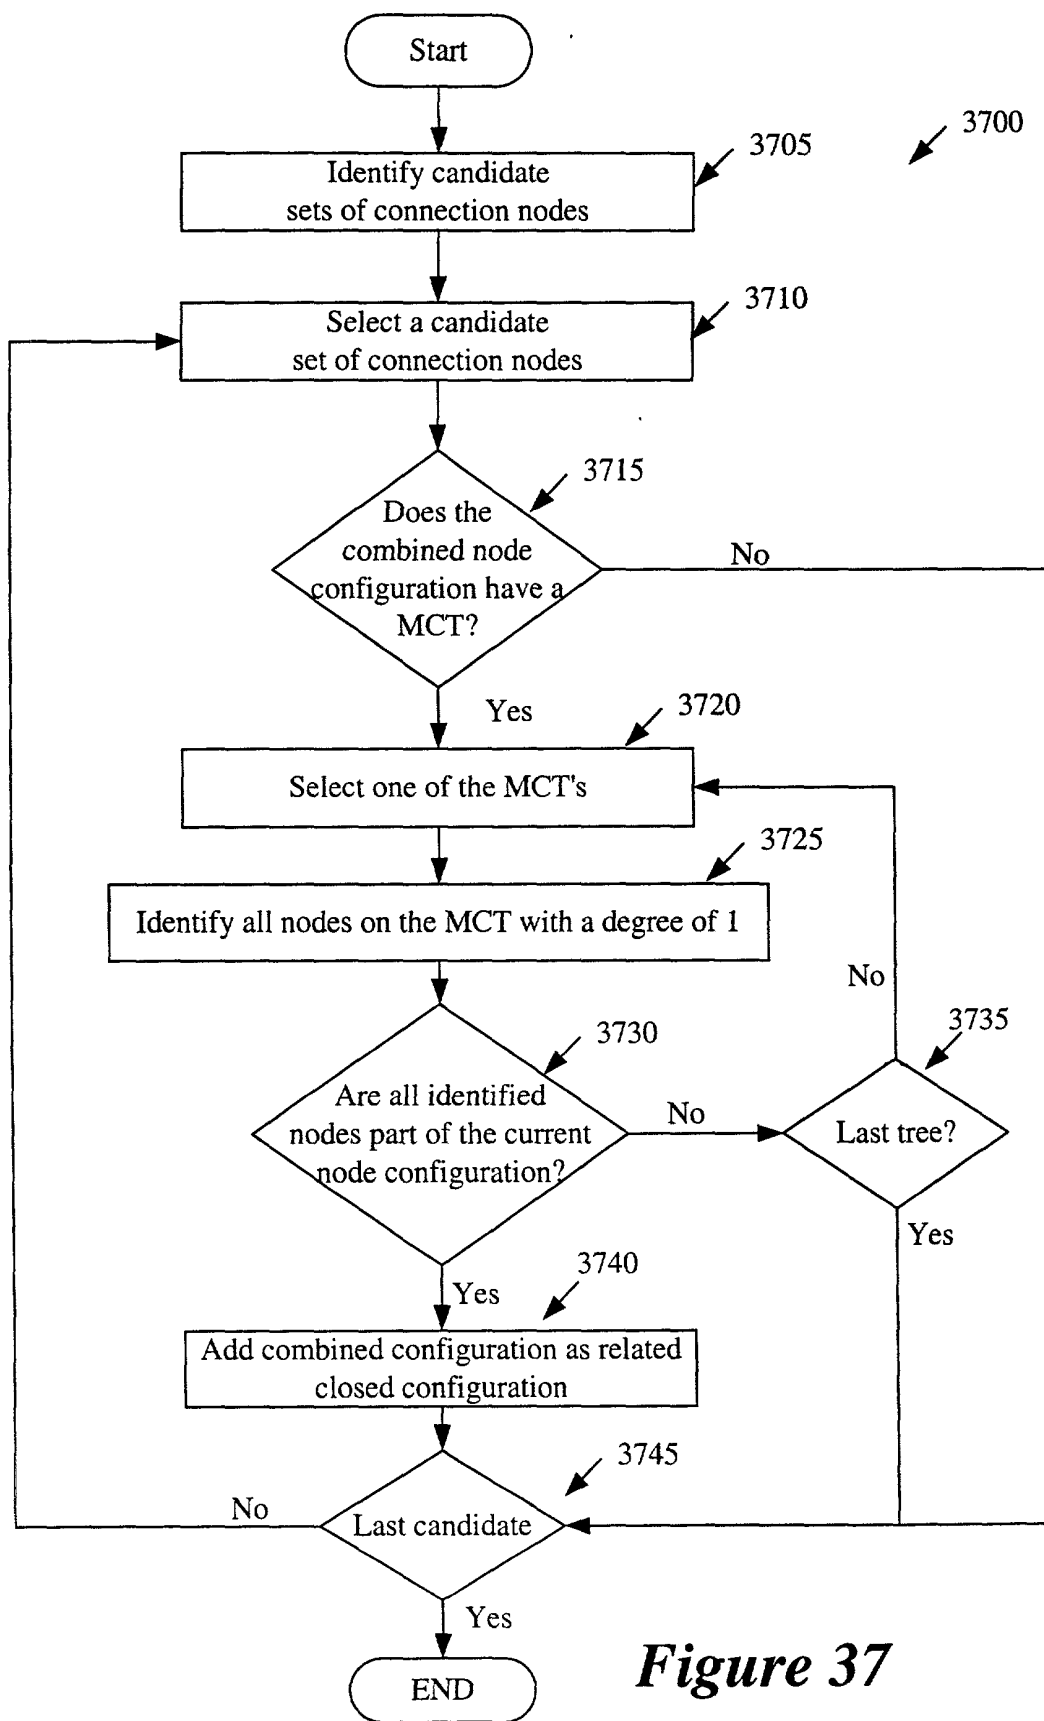 Start
3700
3705
Identify candidate
sets of connection nodes
3710
Select a candidate
set of connection nodes
3715
Does the
combined node
configuration have a
MCT?
No
Yes
3720
Select one of the MCT's
3725
Identify all nodes on the MCT with a degree of 1
No
3730
3735
Are all identified
nodes part of the current
node configuration?
No
Last tree?
Yes
3740
Yes
Add combined configuration as related
closed configuration
3745
No
Last candidate
Yes
END
Figure 37